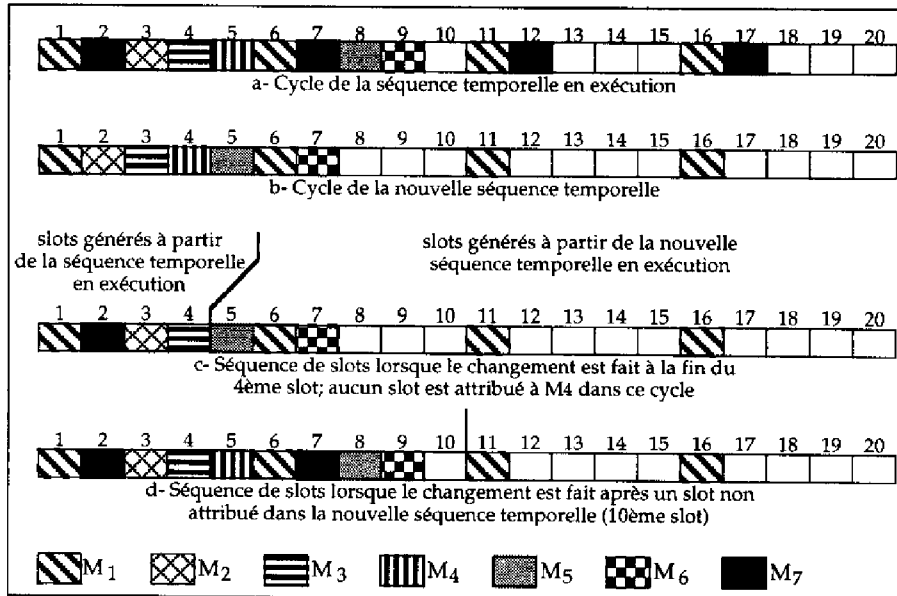 1 2 3 4 5 6 7 8 9 10 11 12 13 14 15 16 17 18 19 20
a- Cycle de la séquence temporelle en exécution
1 2 3 4 5 6 7 8 9 10 11 12 13 14 15 16 17 18 19 20
b- Cycle de la nouvelle séquence temporelle
slots générés à partir
de la séquence temporelle
en exécution
slots générés à partir de la nouvelle
séquence temporelle en exécution
1 2 3 4 5 6 7 8 9 10 11 12 13 14 15 16 17 18 19 20
c- Séquence de slots lorsque le changement est fait à la fin du
4ème slot; aucun slot est attribué à M4 dans ce cycle
1 2 3 4 5 6 7 8 9 10 11 12 13 14 15 16 17 18 19 20
d- Séquence de slots lorsque le changement est fait après un slot non
attribué dans la nouvelle séquence temporelle (10ème slot)
M1 M2 M3 M4 M5 M6 M7